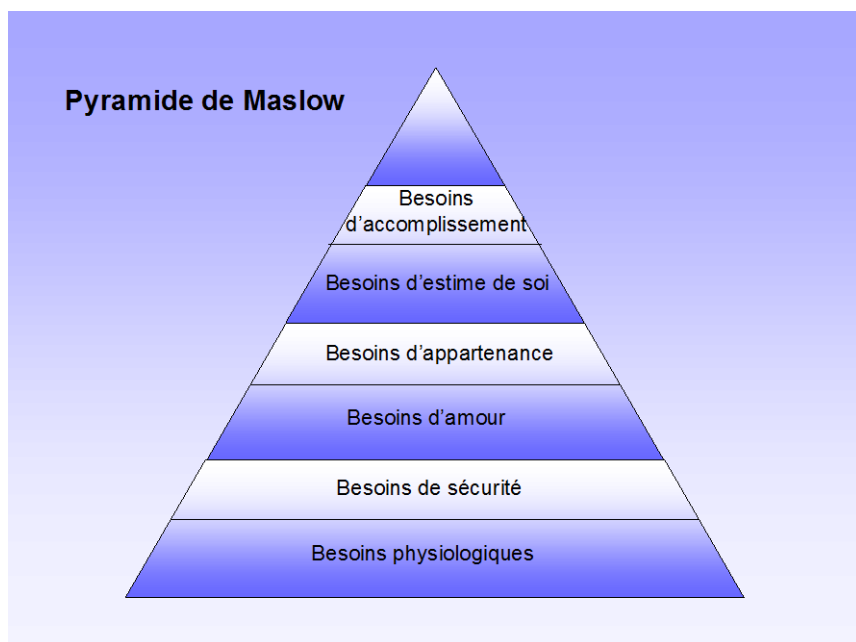 Pyramide de Maslow
Besoins
d’accomplissement
Besoins d’estime de soi
Besoins d’appartenance
Besoins d’amour
Besoins de sécurité
Besoins physiologiques